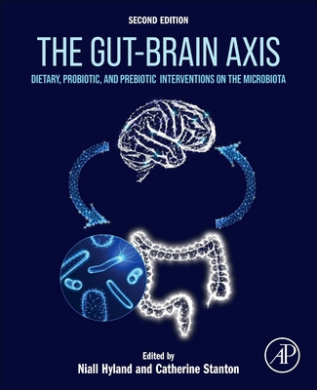 SECOND EDITION
THE GUT-BRAIN AXIS
DIETARY, PROBIOTIC, AND PREBIOTIC INTERVENTIONS ON THE MICROBIOTA
Edited by
Niall Hyland and Catherine Stanton
AP